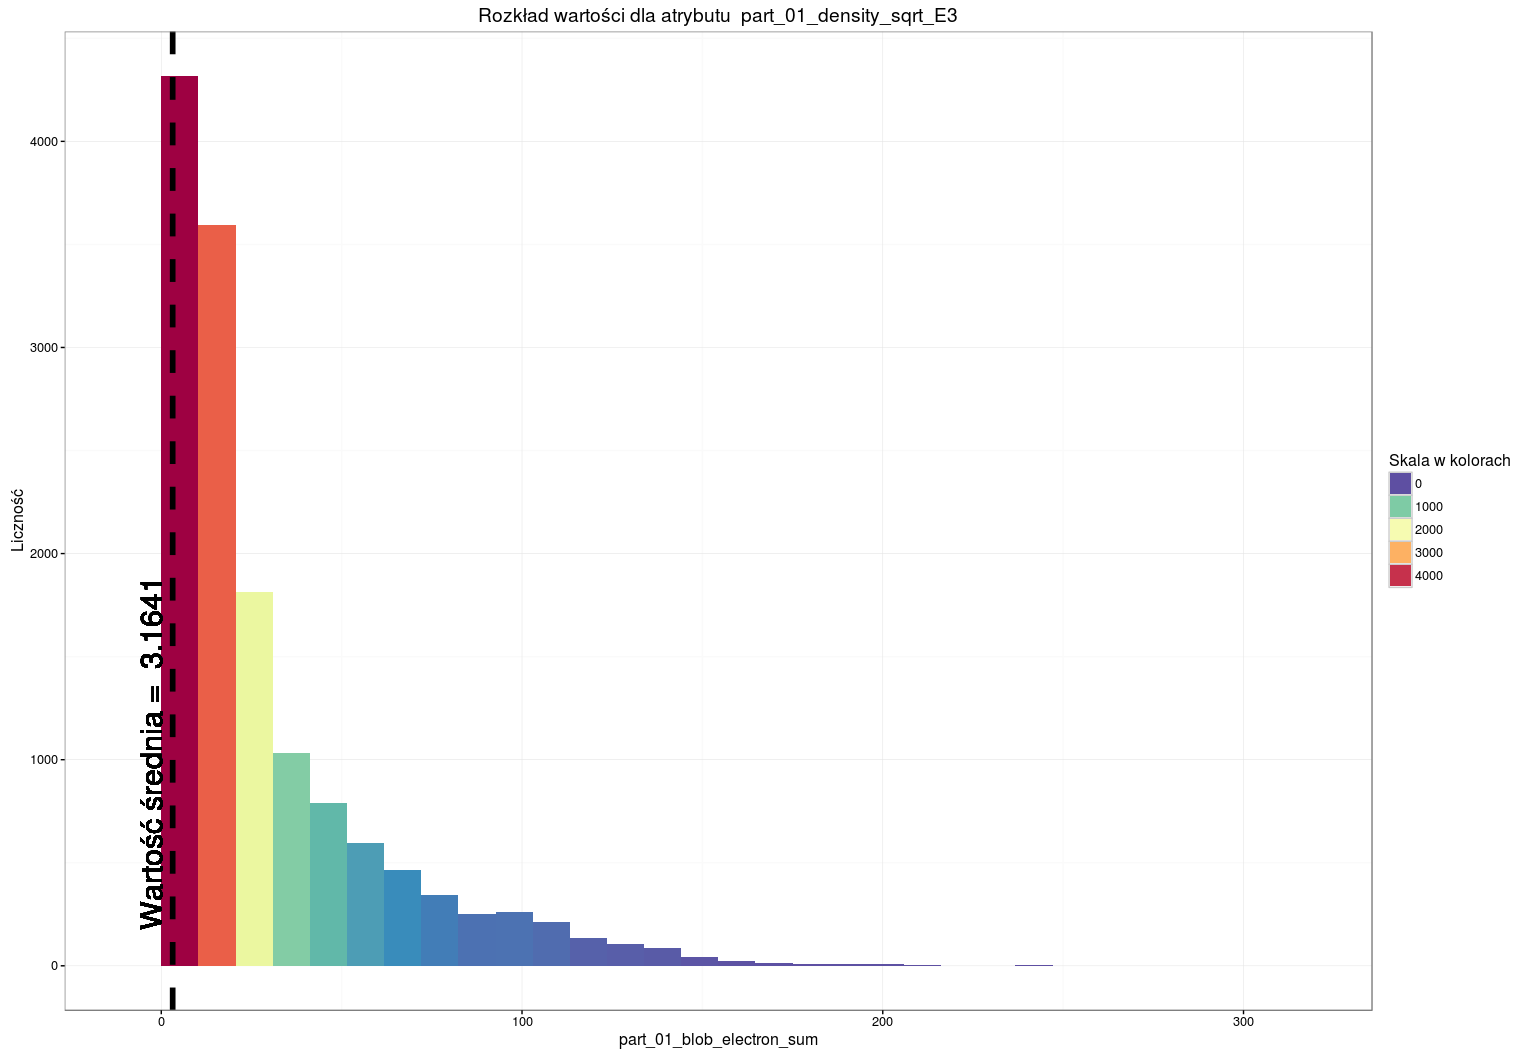 Rozkład wartości dla atrybutu part_01_density_sqrt_E3
Liczność
4000
3000
2000
1000
0
Wartość średnia = 3.1641
0
100
200
300
part_01_blob_electron_sum
Skala w kolorach
0
1000
2000
3000
4000